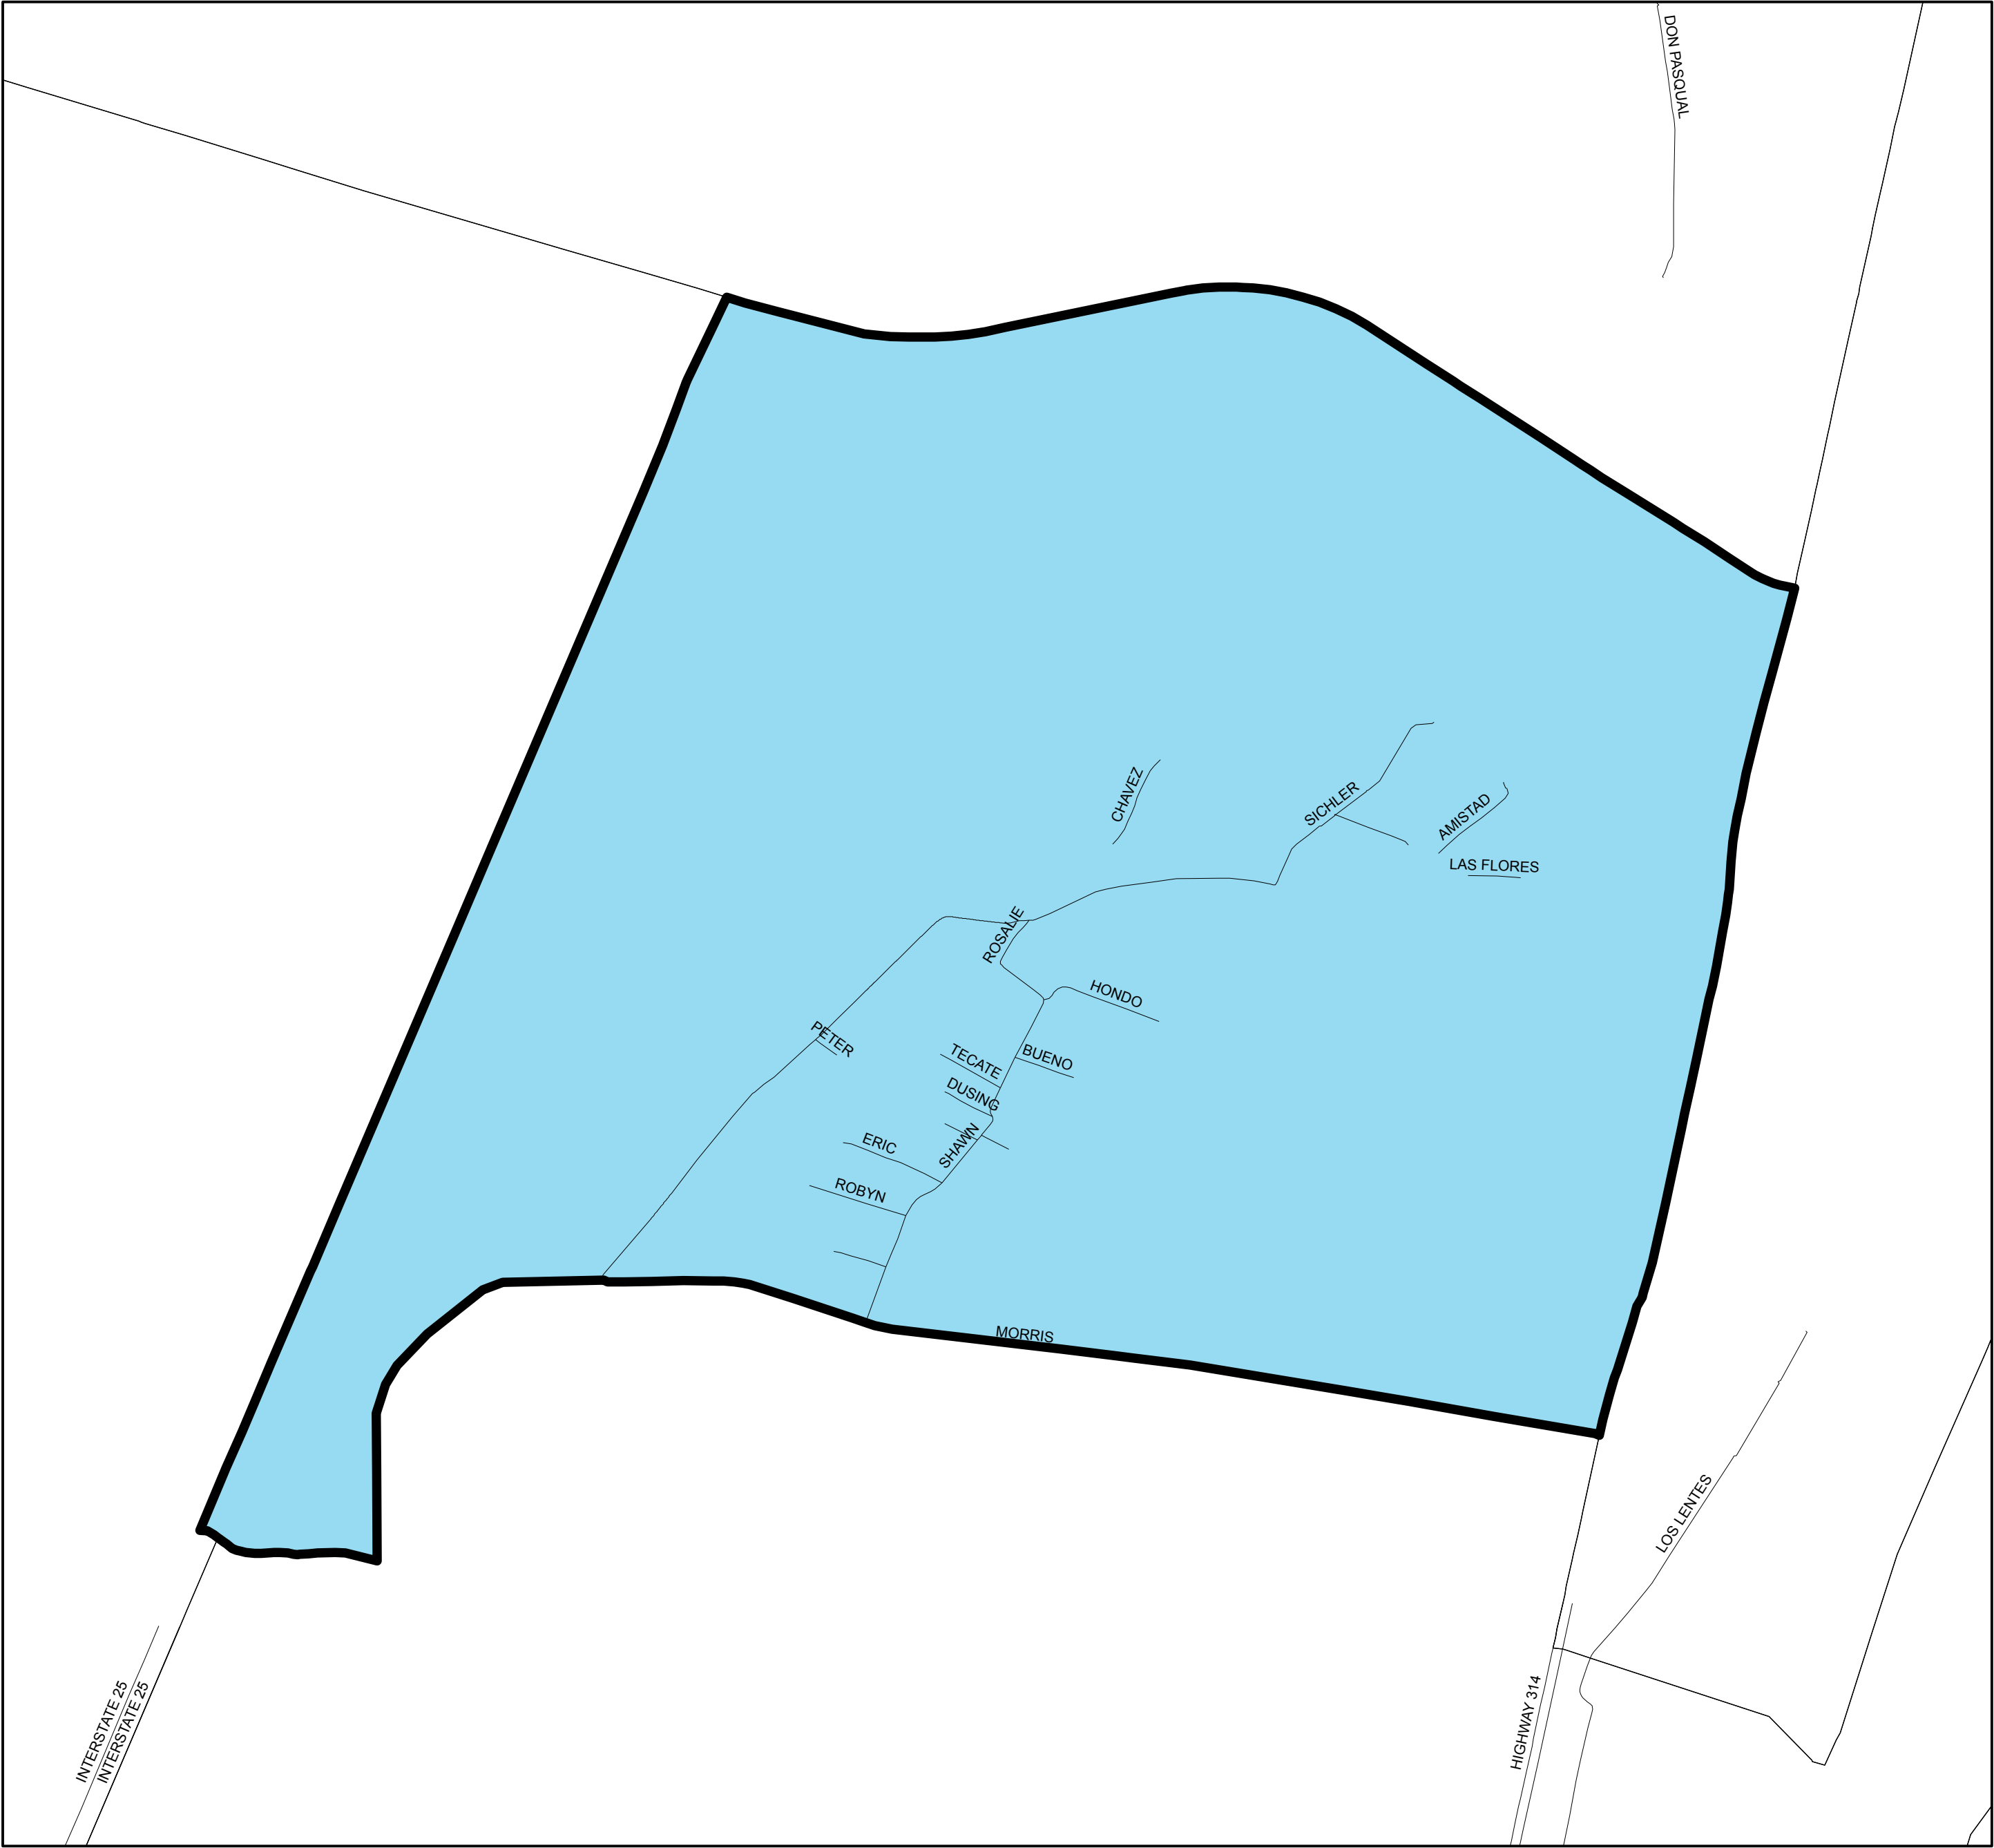 DON PASQUAL
CHAVEZ
SICHLER
AMISTAD
LAS FLORES
ROSALIE
HONDO
PETER
TECATE
BUENO
DUSING
SHAWN
ERIC
ROBYN
MORRIS
LOS LENTES
HIGHWAY 314
INTERSTATE 25
INTERSTATE 25